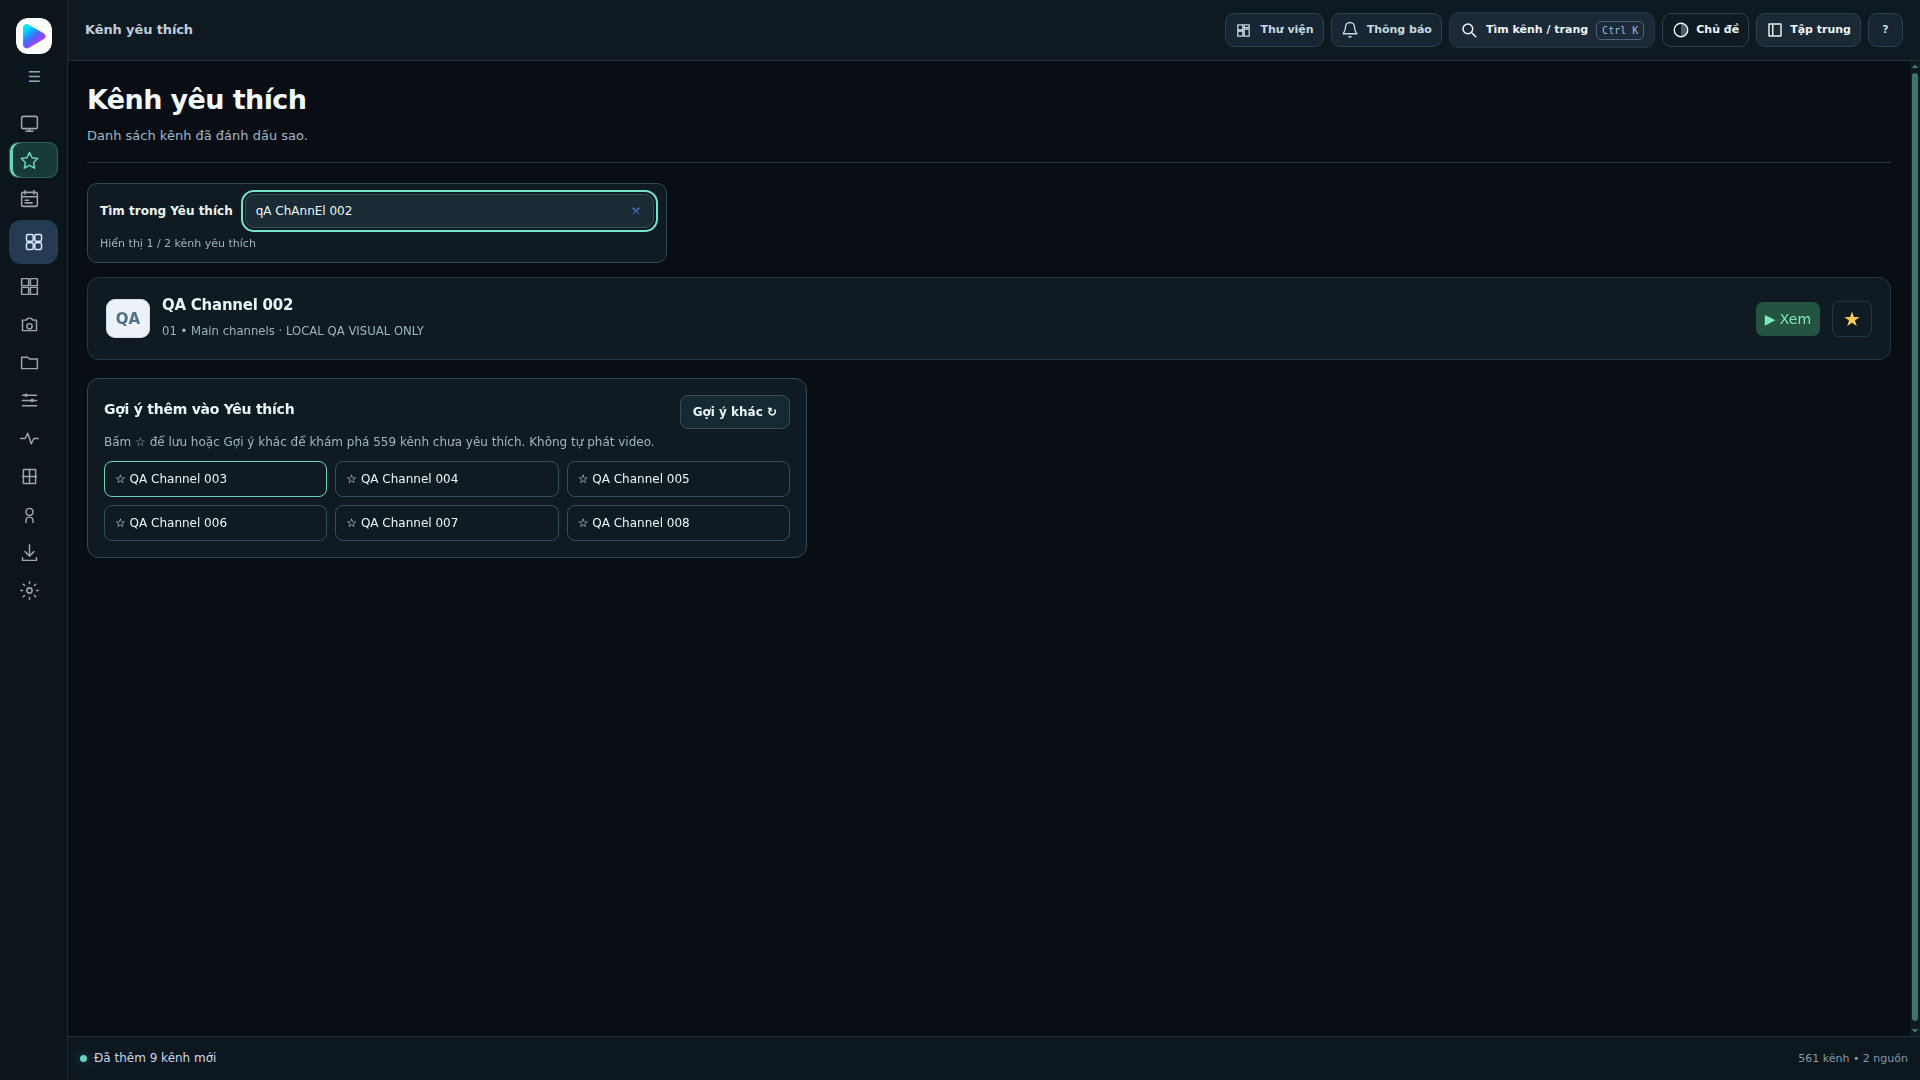 Kênh yêu thích
Thư viện
Thông báo
Tìm kênh / trang Ctrl K
Chủ đề
Tập trung
?
Kênh yêu thích
Danh sách kênh đã đánh dấu sao.
Tìm trong Yêu thích qA ChAnnEl 002
Hiển thị 1 / 2 kênh yêu thích
QA
QA Channel 002
01 • Main channels · LOCAL QA VISUAL ONLY
▶ Xem ★
Gợi ý thêm vào Yêu thích
Gợi ý khác ↻
Bấm ☆ để lưu hoặc Gợi ý khác để khám phá 559 kênh chưa yêu thích. Không tự phát video.
☆ QA Channel 003
☆ QA Channel 004
☆ QA Channel 005
☆ QA Channel 006
☆ QA Channel 007
☆ QA Channel 008
Đã thêm 9 kênh mới
561 kênh • 2 nguồn